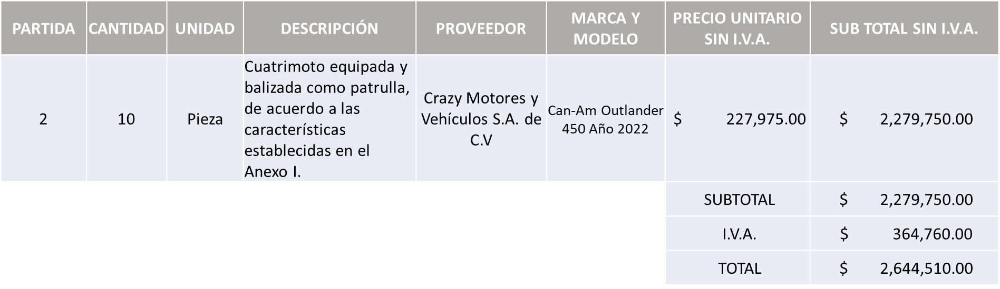 PARTIDA CANTIDAD UNIDAD DESCRIPCIÓN PROVEEDOR MARCA Y MODELO PRECIO UNITARIO SIN I.V.A. SUB TOTAL SIN I.V.A.
2
10
Pieza
Cuatrimoto equipada y
balizada como patrulla,
de acuerdo a las
características
establecidas en el
Anexo I.
Crazy Motores y
Vehículos S.A. de
C.V
Can-Am Outlander
450 Año 2022
$ 227,975.00
$ 2,279,750.00
SUBTOTAL $ 2,279,750.00
I.V.A. $ 364,760.00
TOTAL $ 2,644,510.00